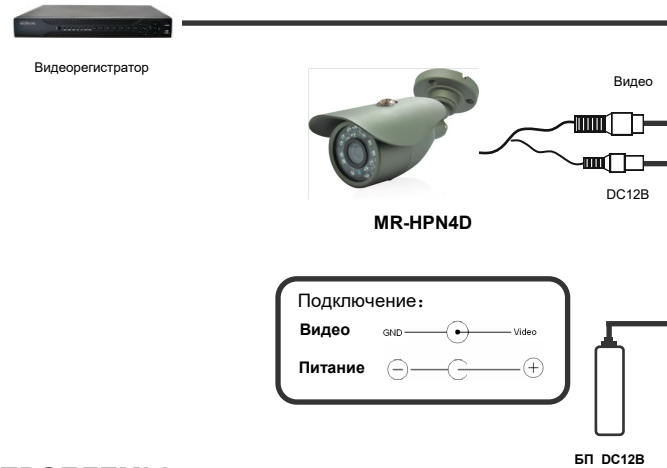 Видеорегистратор
Видео
DC12В
MR-HPN4D
Подключение:
Видео GND Video
Питание - +
БП DC12В